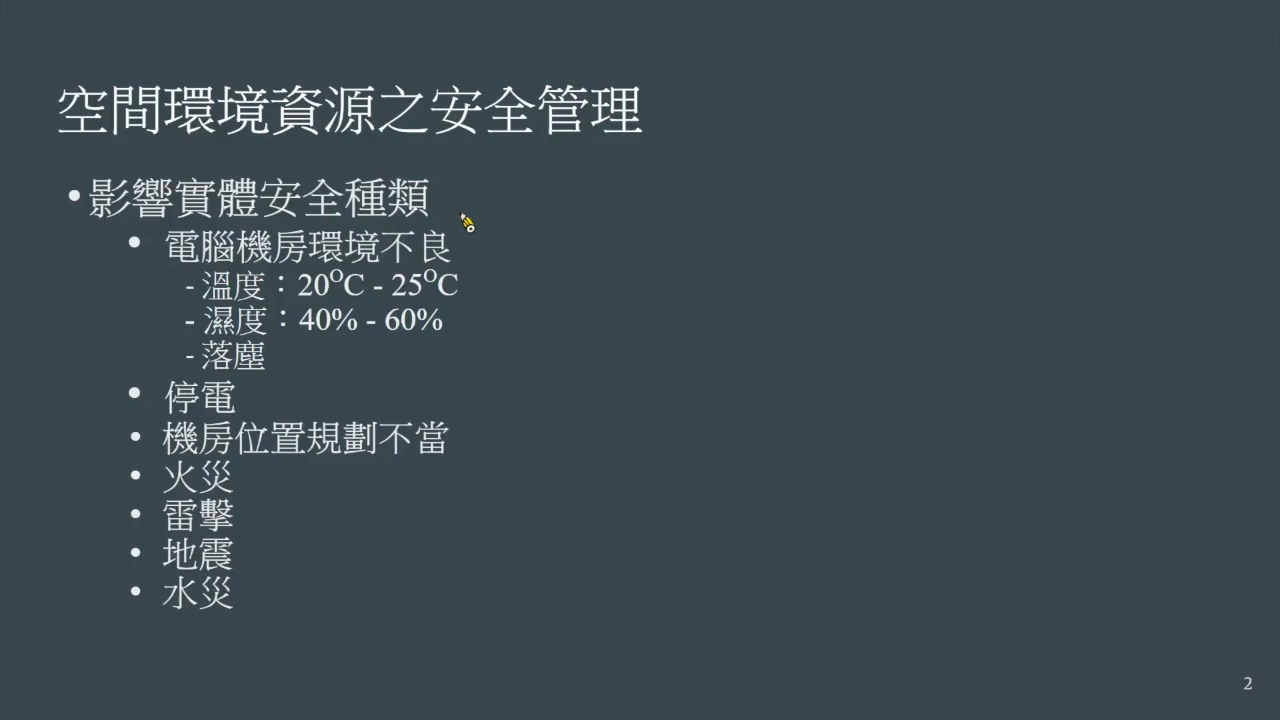 空間環境資源之安全管理
•影響實體安全種類
• 電腦機房環境不良
- 溫度：20°C - 25°C
- 濕度：40% - 60%
- 落塵
• 停電
• 機房位置規劃不當
• 火災
• 雷擊
• 地震
• 水災
2